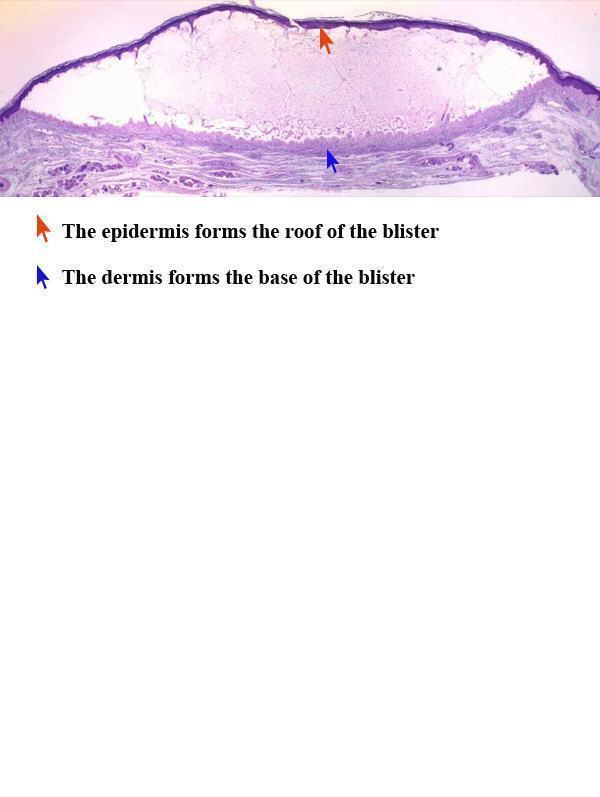 The epidermis forms the roof of the blister
The dermis forms the base of the blister